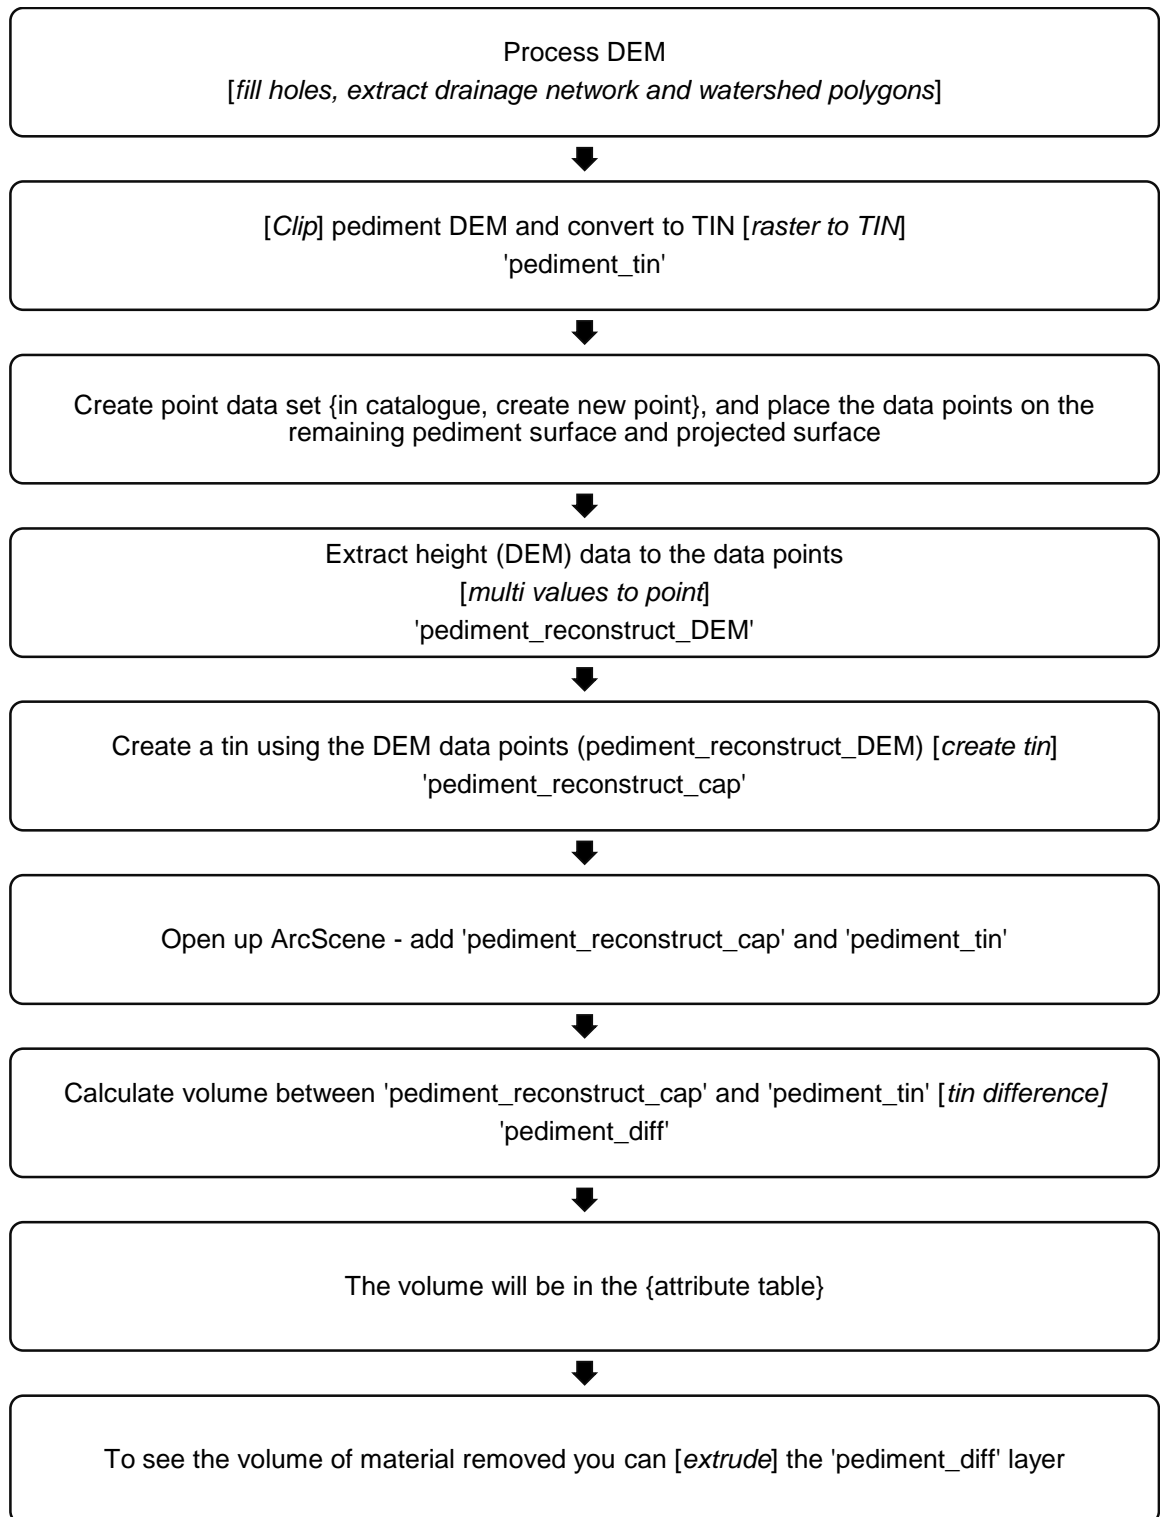 Process DEM
[fill holes, extract drainage network and watershed polygons]
[Clip] pediment DEM and convert to TIN [raster to TIN]
'pediment_tin'
Create point data set {in catalogue, create new point}, and place the data points on the
remaining pediment surface and projected surface
Extract height (DEM) data to the data points
[multi values to point]
'pediment_reconstruct_DEM'
Create a tin using the DEM data points (pediment_reconstruct_DEM) [create tin]
'pediment_reconstruct_cap'
Open up ArcScene - add 'pediment_reconstruct_cap' and 'pediment_tin'
Calculate volume between 'pediment_reconstruct_cap' and 'pediment_tin' [tin difference]
'pediment_diff'
The volume will be in the {attribute table}
To see the volume of material removed you can [extrude] the 'pediment_diff' layer